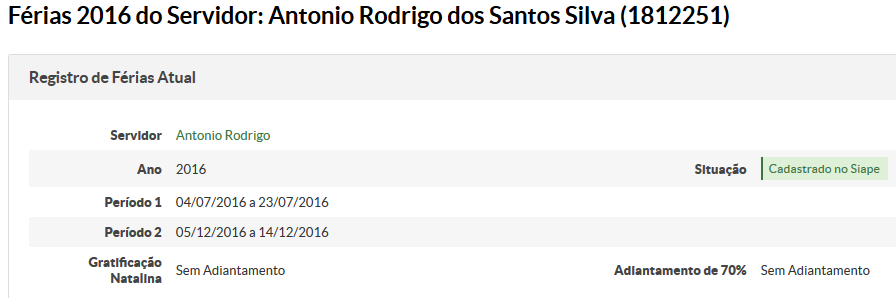 Férias 2016 do Servidor: Antonio Rodrigo dos Santos Silva (1812251)
Registro de Férias Atual
Servidor Antonio Rodrigo
Ano 2016 Situação Cadastrado no Siape
Período 1 04/07/2016 a 23/07/2016
Período 2 05/12/2016 a 14/12/2016
Gratificação
Natalina Sem Adiantamento Adiantamento de 70% Sem Adiantamento